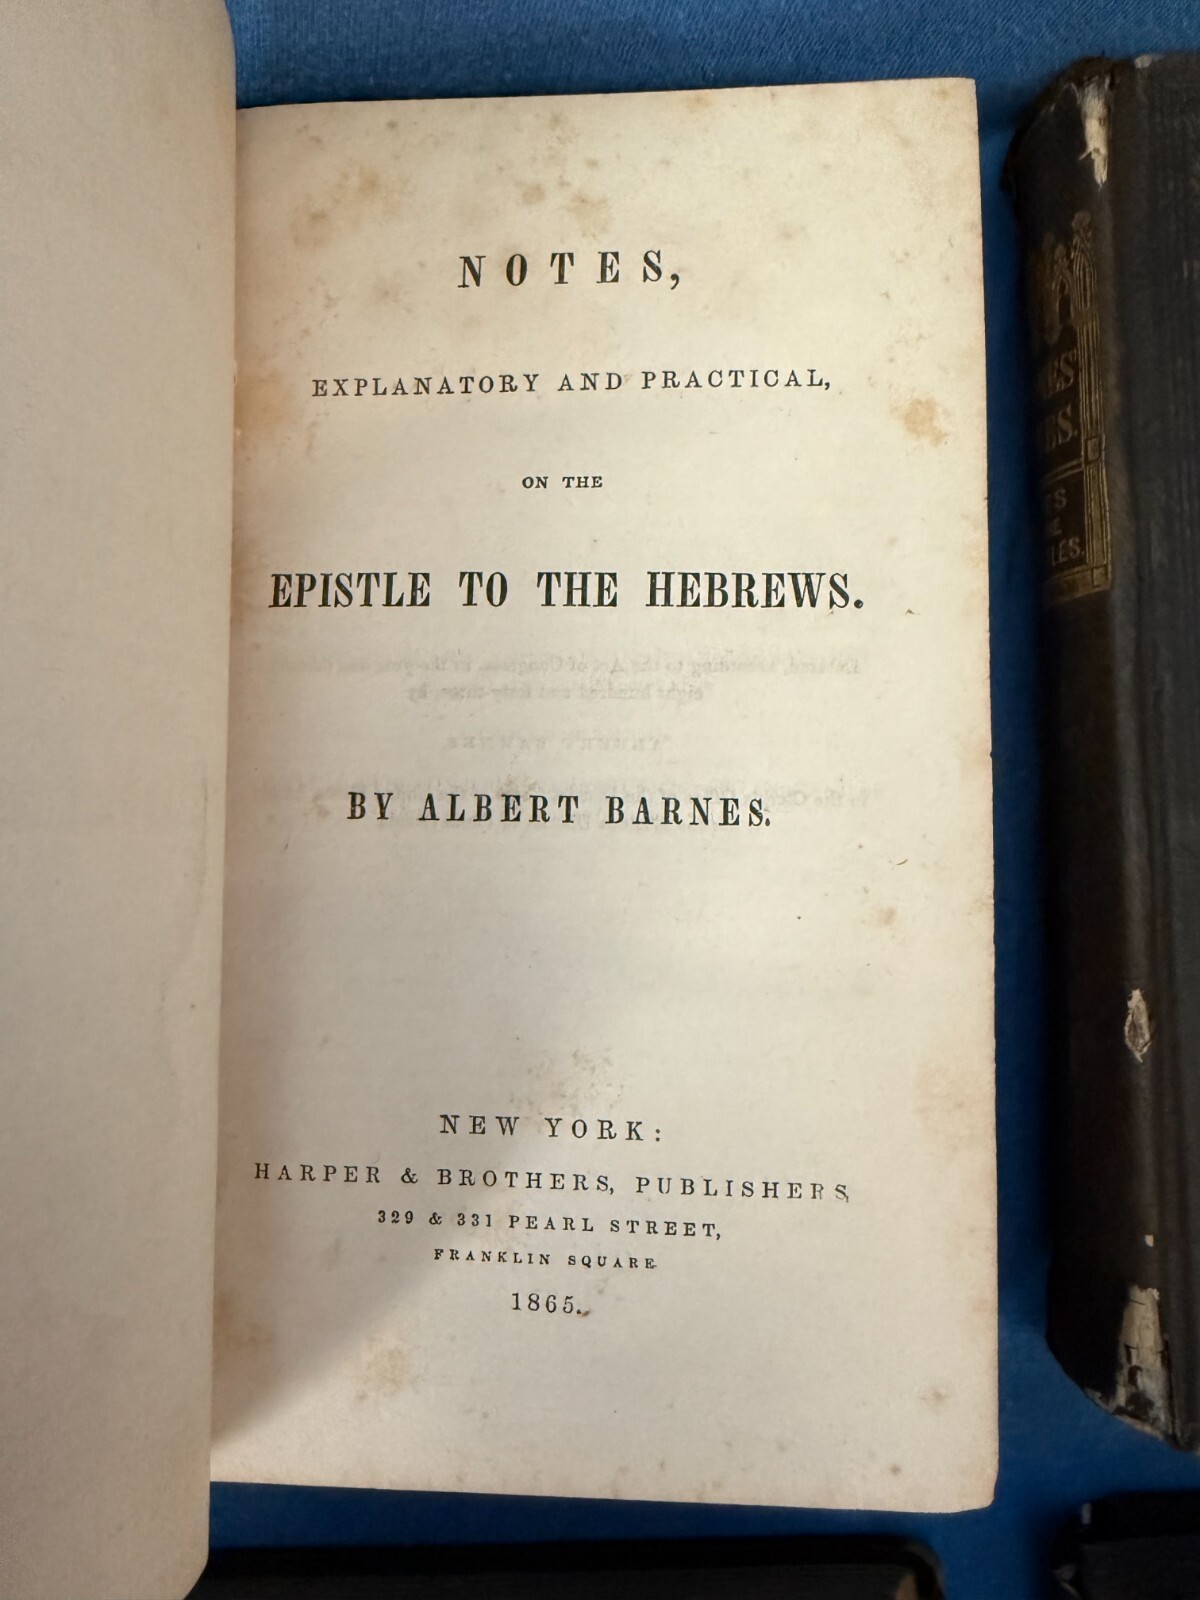 NOTES,
EXPLANATORY AND PRACTICAL,
ON THE
EPISTLE TO THE HEBREWS.
BY ALBERT BARNES.
NEW YORK:
HARPER & BROTHERS, PUBLISHERS,
329 & 331 PEARL STREET,
FRANKLIN SQUARE
1865.